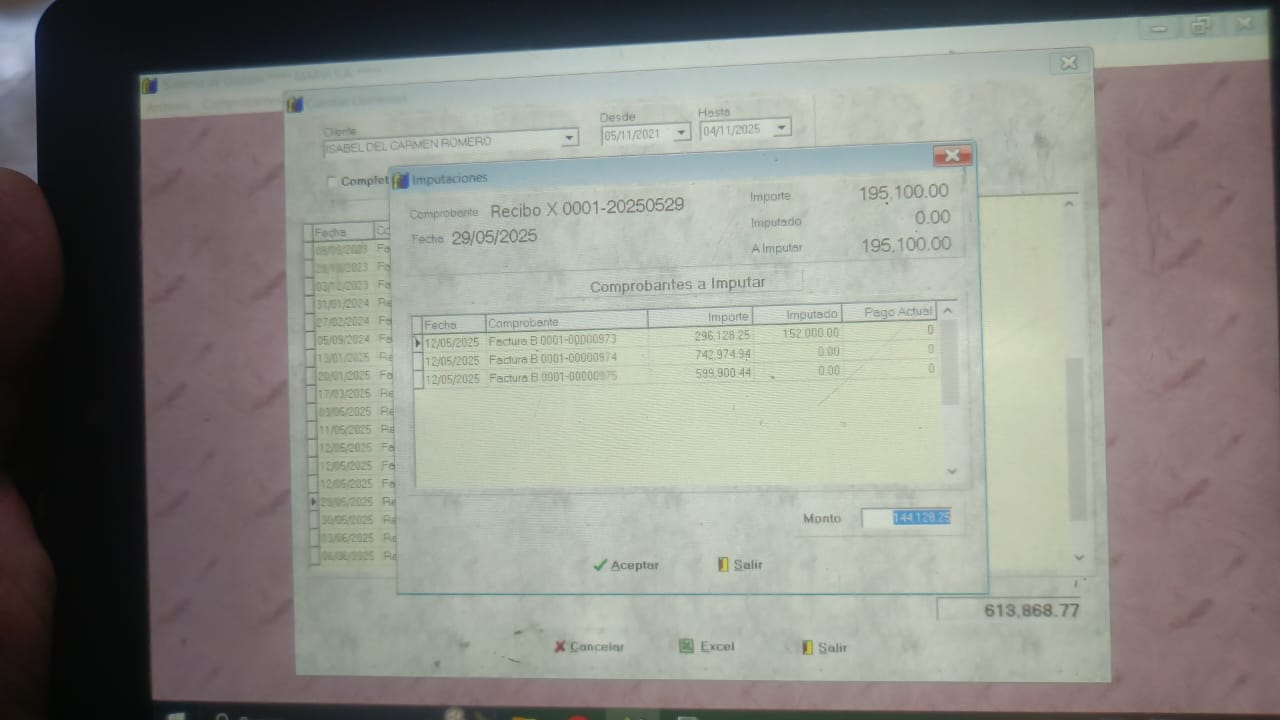 Cliente
ISABEL DEL CARMEN ROMERO
Desde
05/11/2021
Hasta
04/11/2025
Complet
Imputaciones
Comprobante Recibo X 0001-20250529
Fecha 29/05/2025
Importe 195,100.00
Imputado 0.00
A Imputar 195,100.00
Comprobantes a Imputar
Fecha Comprobante Importe Imputado Pago Actual
12/05/2025 Factura B 0001-00000973 296,128.25 152,000.00 0
12/05/2025 Factura B 0001-00000974 742,974.94 0.00 0
12/05/2025 Factura B 0001-00000975 599,900.44 0.00 0
Monto 144,128.25
Aceptar Salir
Fecha Co
Fa
Fa
03/12/2023 Fa
31/01/2024 Re
27/02/2024 Fa
05/09/2024 Fa
13/01/2025 Re
20/01/2025 Fa
17/03/2025 Re
03/05/2025 Re
11/05/2025 Re
12/05/2025 Fa
12/05/2025 Fa
12/05/2025 Fa
29/05/2025 Re
30/05/2025 Re
03/06/2025 Re
06/06/2025 Re
613,868.77
Cancelar Excel Salir